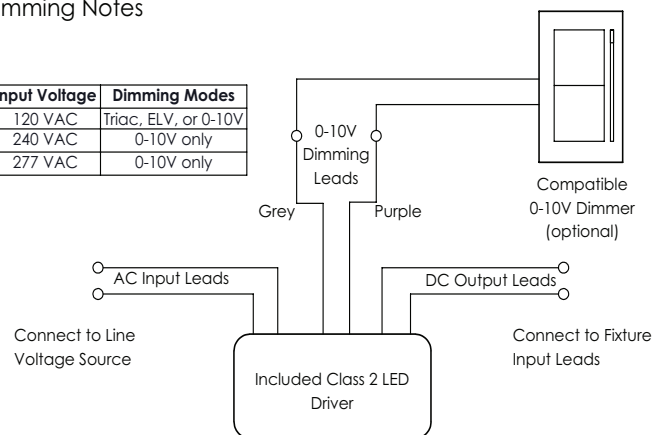 mming Notes
nput Voltage Dimming Modes
120 VAC Triac, ELV, or 0-10V
240 VAC 0-10V only
277 VAC 0-10V only
0-10V
Dimming
Leads
Grey
Purple
Compatible
0-10V Dimmer
(optional)
AC Input Leads
DC Output Leads
Connect to Line
Voltage Source
Connect to Fixture
Input Leads
Included Class 2 LED
Driver